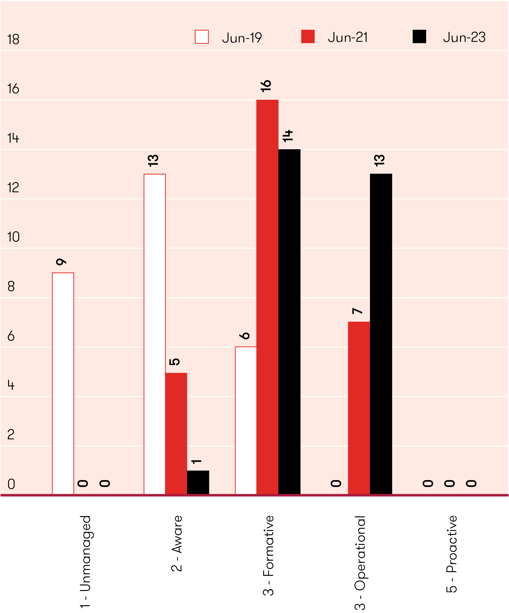 18
Jun-19 Jun-21 Jun-23
16
14
12
10
8
6
4
2
0
9 0 0
13 5 1
6 16 14
0 7 13
0 0 0
1 - Unmanaged
2 - Aware
3 - Formative
3 - Operational
5 - Proactive